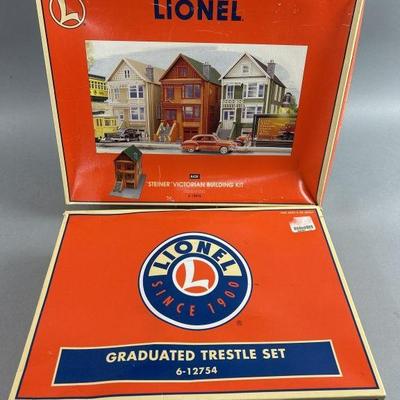 L
LIONEL
"STEINER" VICTORIAN BUILDING KIT
LIONEL
L
SINCE 1900
®
GRADUATED TRESTLE SET
6-12754